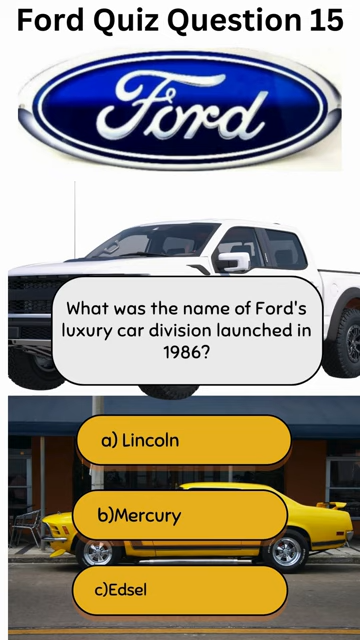 Ford Quiz Question 15
Ford
What was the name of Ford's
luxury car division launched in
1986?
a) Lincoln
b)Mercury
c)Edsel